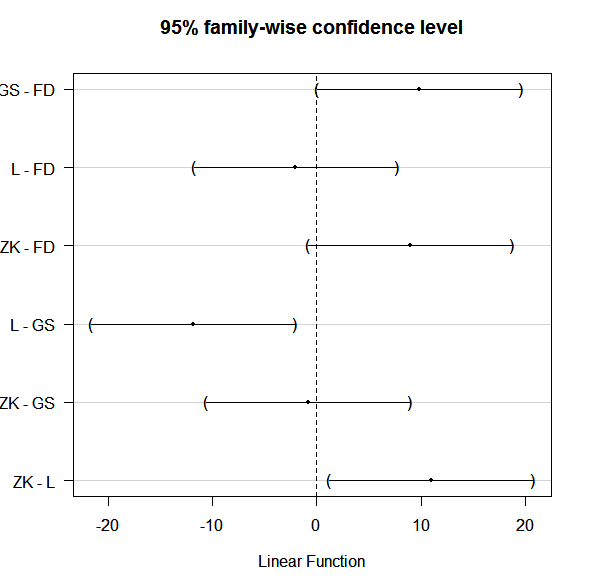 95% family-wise confidence level
GS - FD
L - FD
ZK - FD
L - GS
ZK - GS
ZK - L
-20 -10 0 10 20
Linear Function